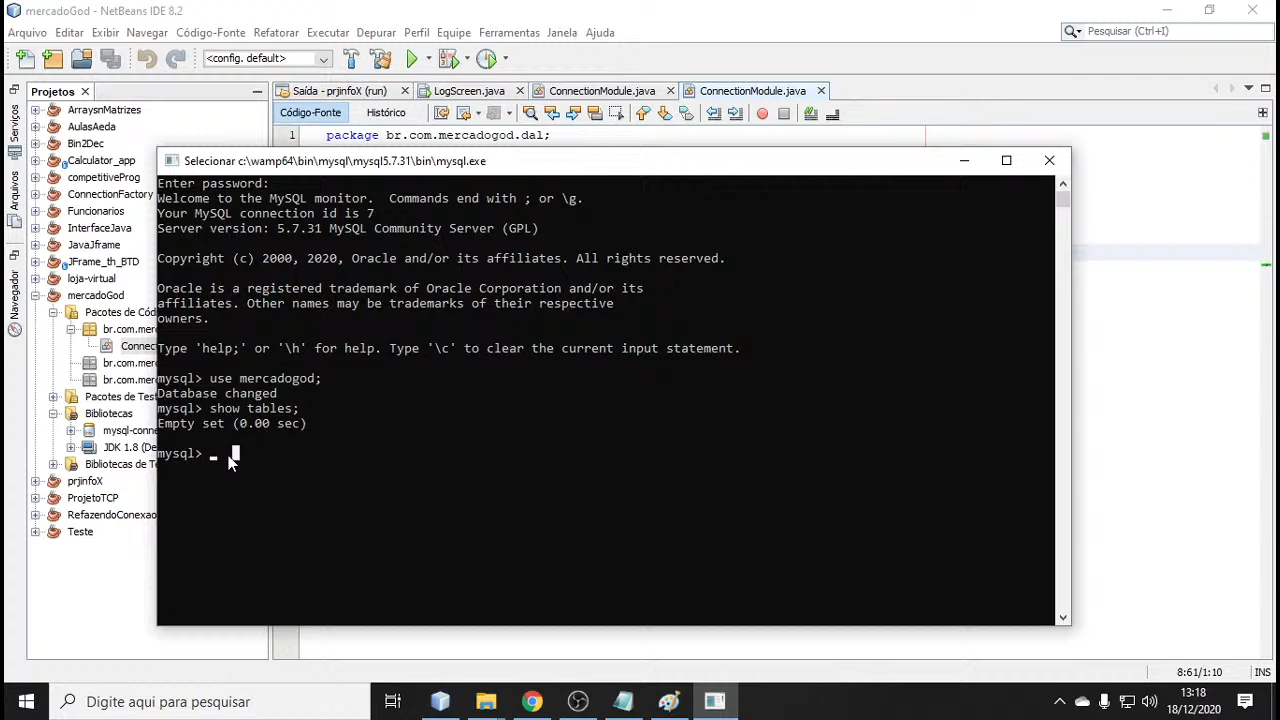 mercadoGod - NetBeans IDE 8.2
Arquivo Editar Exibir Navegar Código-Fonte Refatorar Executar Depurar Perfil Equipe Ferramentas Janela Ajuda
Pesquisar (Ctrl+I)
<config. default>
Projetos
Saída - prjinfoX (run)
LogScreen.java
ConnectionModule.java
ConnectionModule.java
Código-Fonte Histórico
Serviços
Arquivos
Navegador
ArraysnMatrizes
AulasAeda
Bin2Dec
Calculator_app
competitiveProg
ConnectionFactory
Funcionarios
InterfaceJava
JavaJframe
JFrame_th_BTD
loja-virtual
mercadoGod
Pacotes de Cód
br.com.merc
Connec
br.com.mer
br.com.mer
Pacotes de Test
Bibliotecas
mysql-conne
JDK 1.8 (De
Bibliotecas de Te
prjinfoX
ProjetoTCP
RefazendoConexao
Teste
1 package br.com.mercadogod.dal;
Selecionar c:\wamp64\bin\mysql\mysql5.7.31\bin\mysql.exe
Enter password:
Welcome to the MySQL monitor.  Commands end with ; or \g.
Your MySQL connection id is 7
Server version: 5.7.31 MySQL Community Server (GPL)
Copyright (c) 2000, 2020, Oracle and/or its affiliates. All rights reserved.
Oracle is a registered trademark of Oracle Corporation and/or its
affiliates. Other names may be trademarks of their respective
owners.
Type 'help;' or '\h' for help. Type '\c' to clear the current input statement.
mysql> use mercadogod;
Database changed
mysql> show tables;
Empty set (0.00 sec)
mysql> _
8:61/1:10 INS
Digite aqui para pesquisar
13:18
18/12/2020